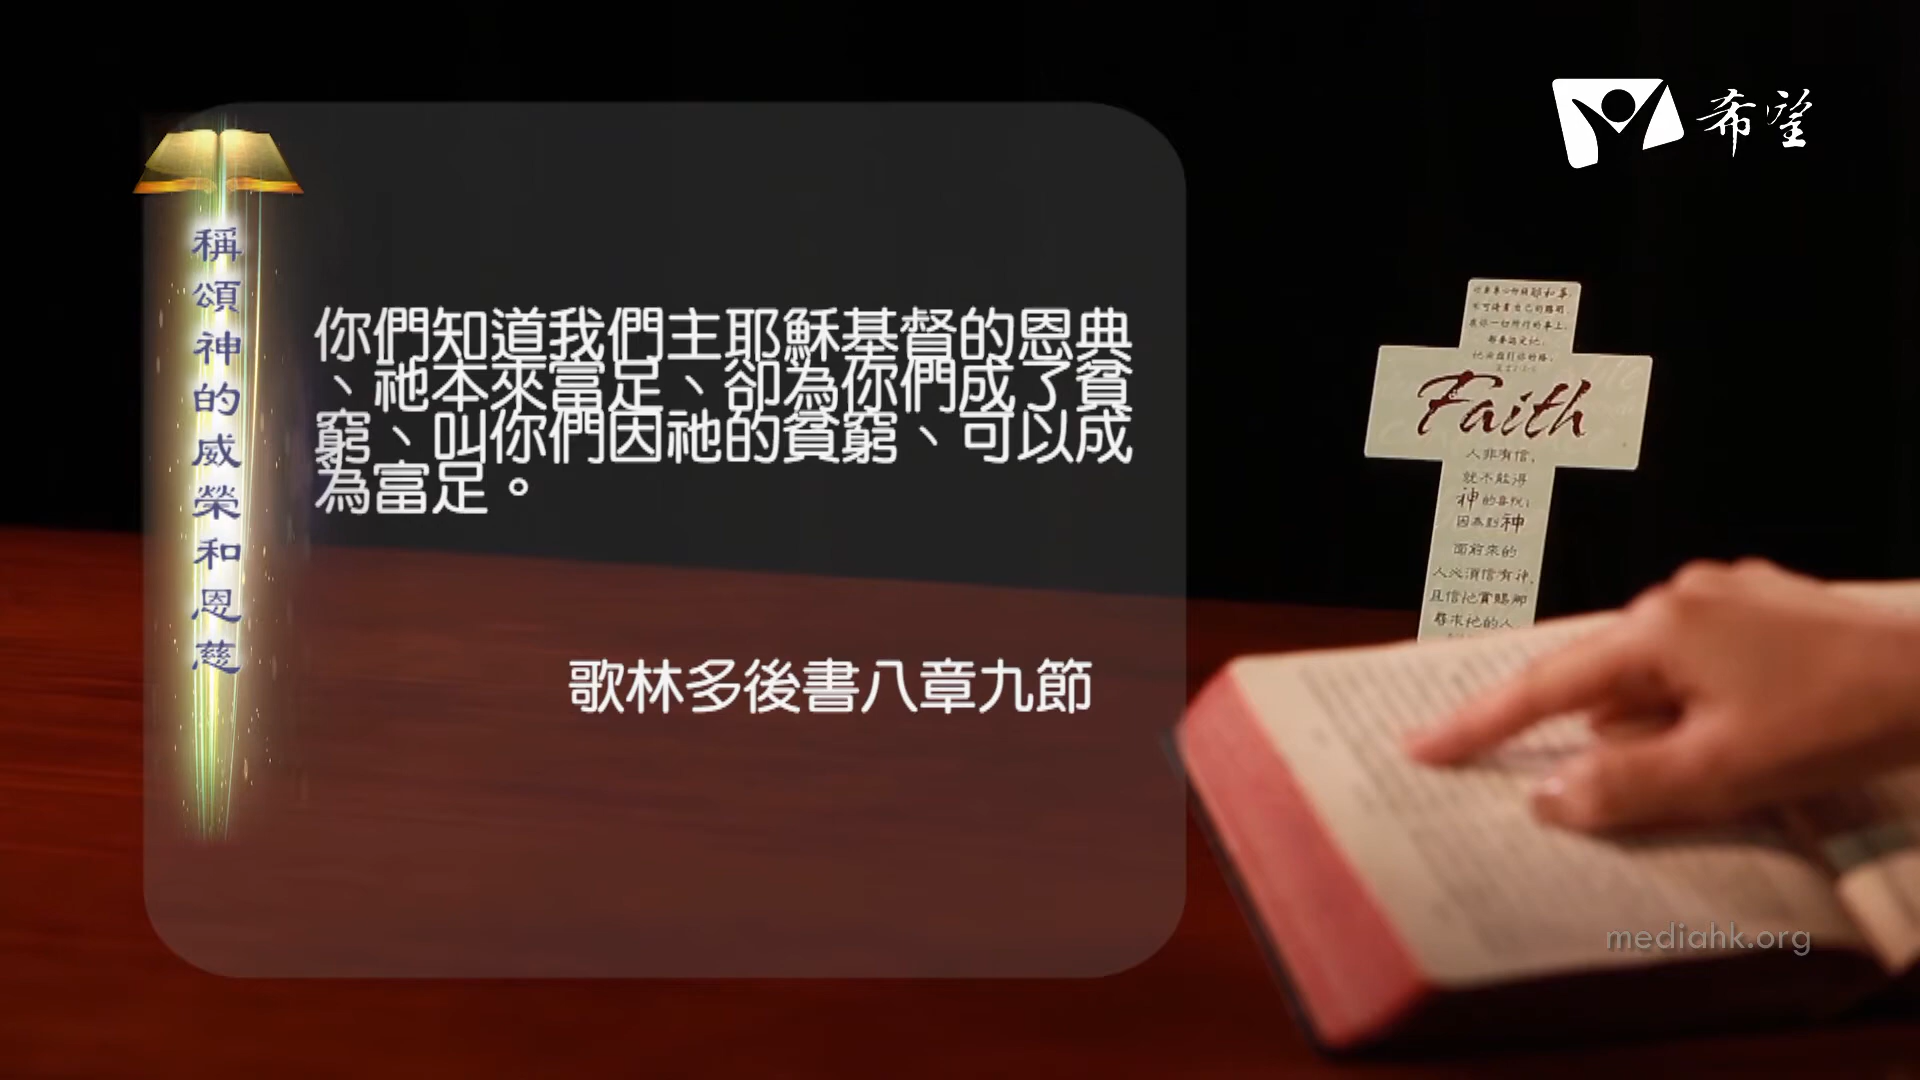 希望
稱頌神的威榮和恩慈
你們知道我們主耶穌基督的恩典
、祂本來富足、卻為你們成了貧
窮、叫你們因祂的貧窮、可以成
為富足。
歌林多後書八章九節
Faith
人非有信，
就不能得
神的喜悅；
因為到神
面前來的
人必須信有神，
且信祂賞賜那
尋求祂的人
mediahk.org